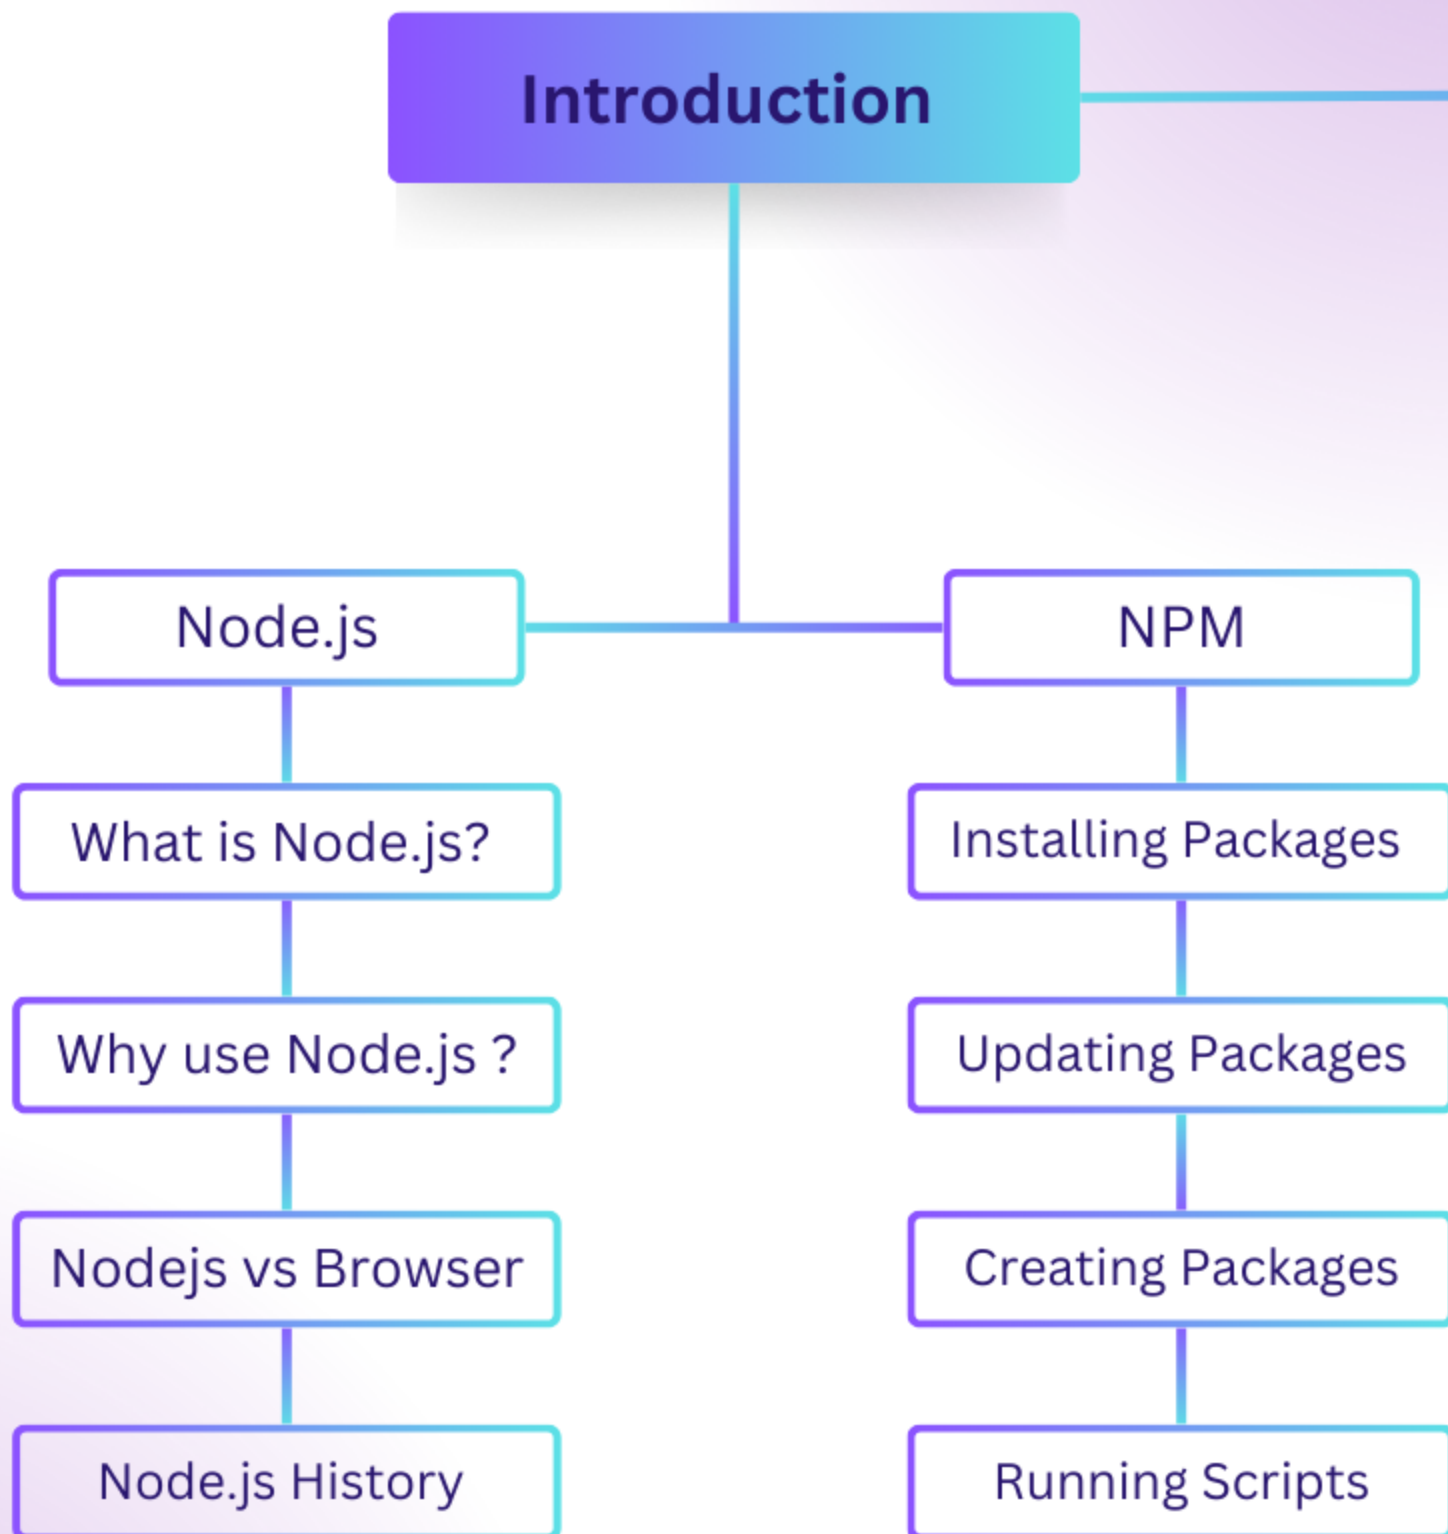 Introduction
Node.js
NPM
What is Node.js?
Installing Packages
Why use Node.js ?
Updating Packages
Nodejs vs Browser
Creating Packages
Node.js History
Running Scripts